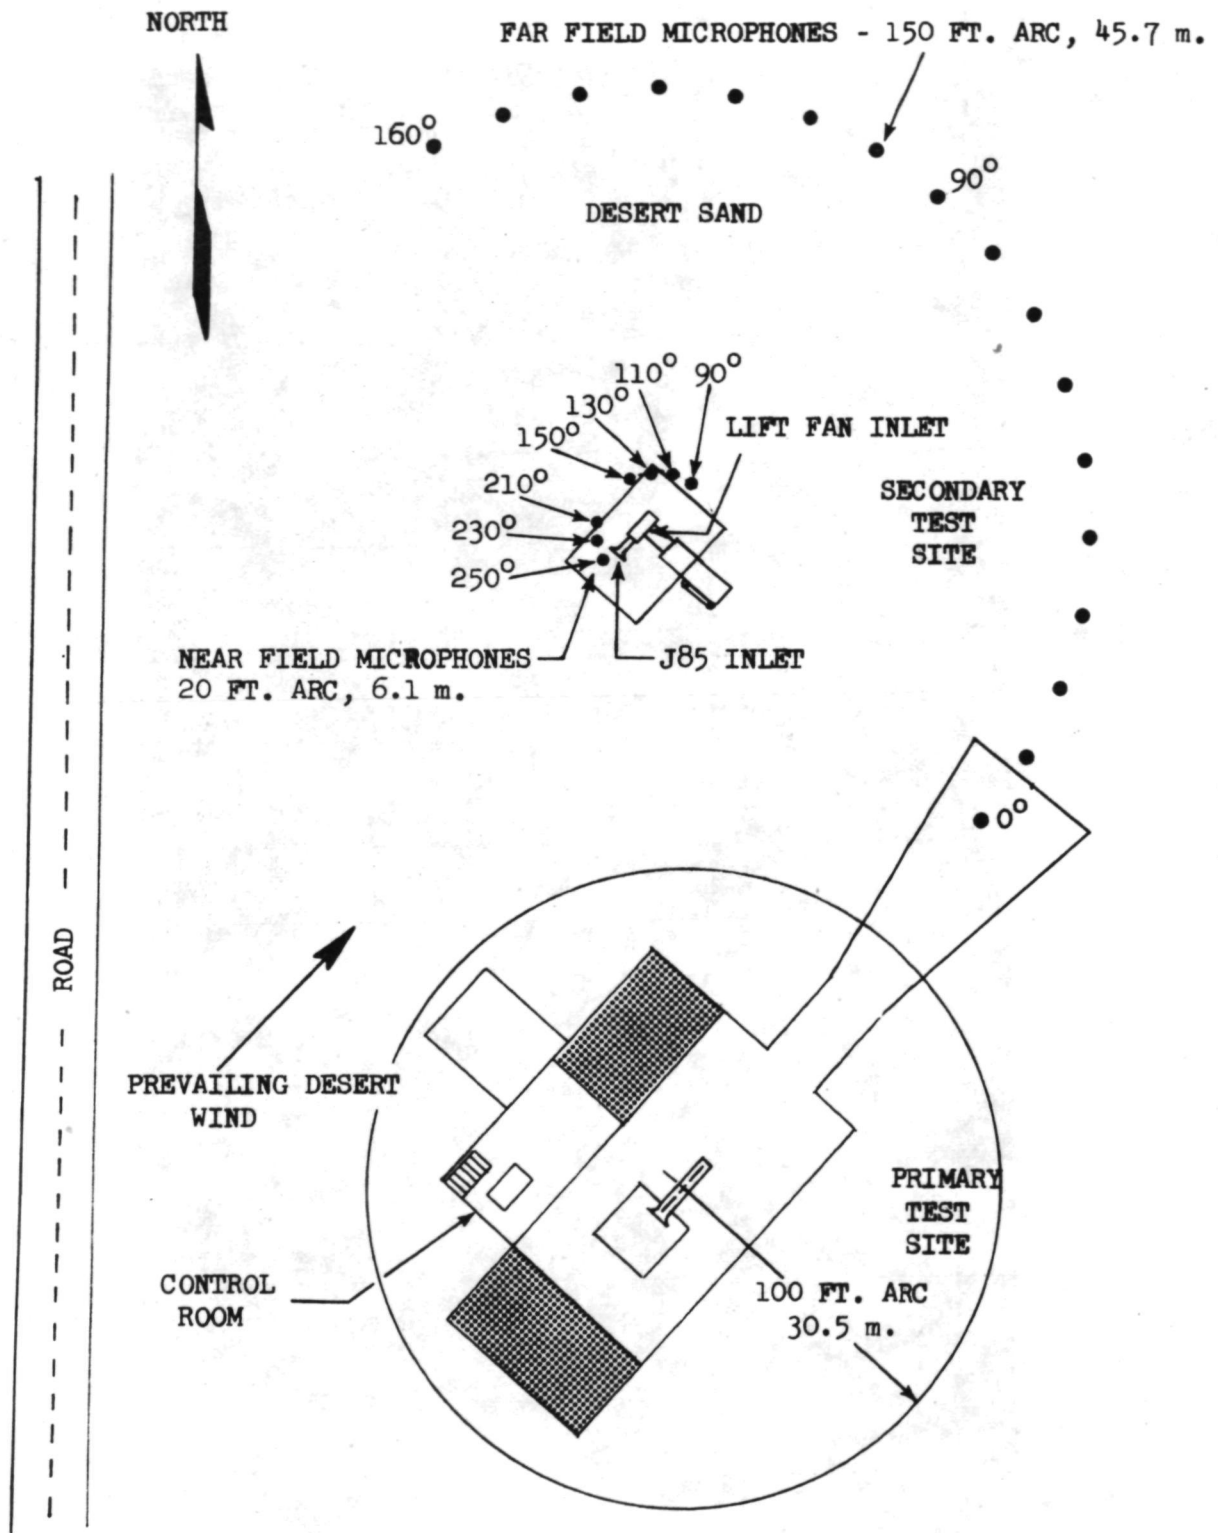 NORTH
FAR FIELD MICROPHONES - 150 FT. ARC, 45.7 m.
160°
90°
DESERT SAND
110° 90°
130°
LIFT FAN INLET
150°
210°
SECONDARY
TEST
SITE
230°
250°
NEAR FIELD MICROPHONES
20 FT. ARC, 6.1 m.
J85 INLET
0°
ROAD
PREVAILING DESERT
WIND
PRIMARY
TEST
SITE
CONTROL
ROOM
100 FT. ARC
30.5 m.